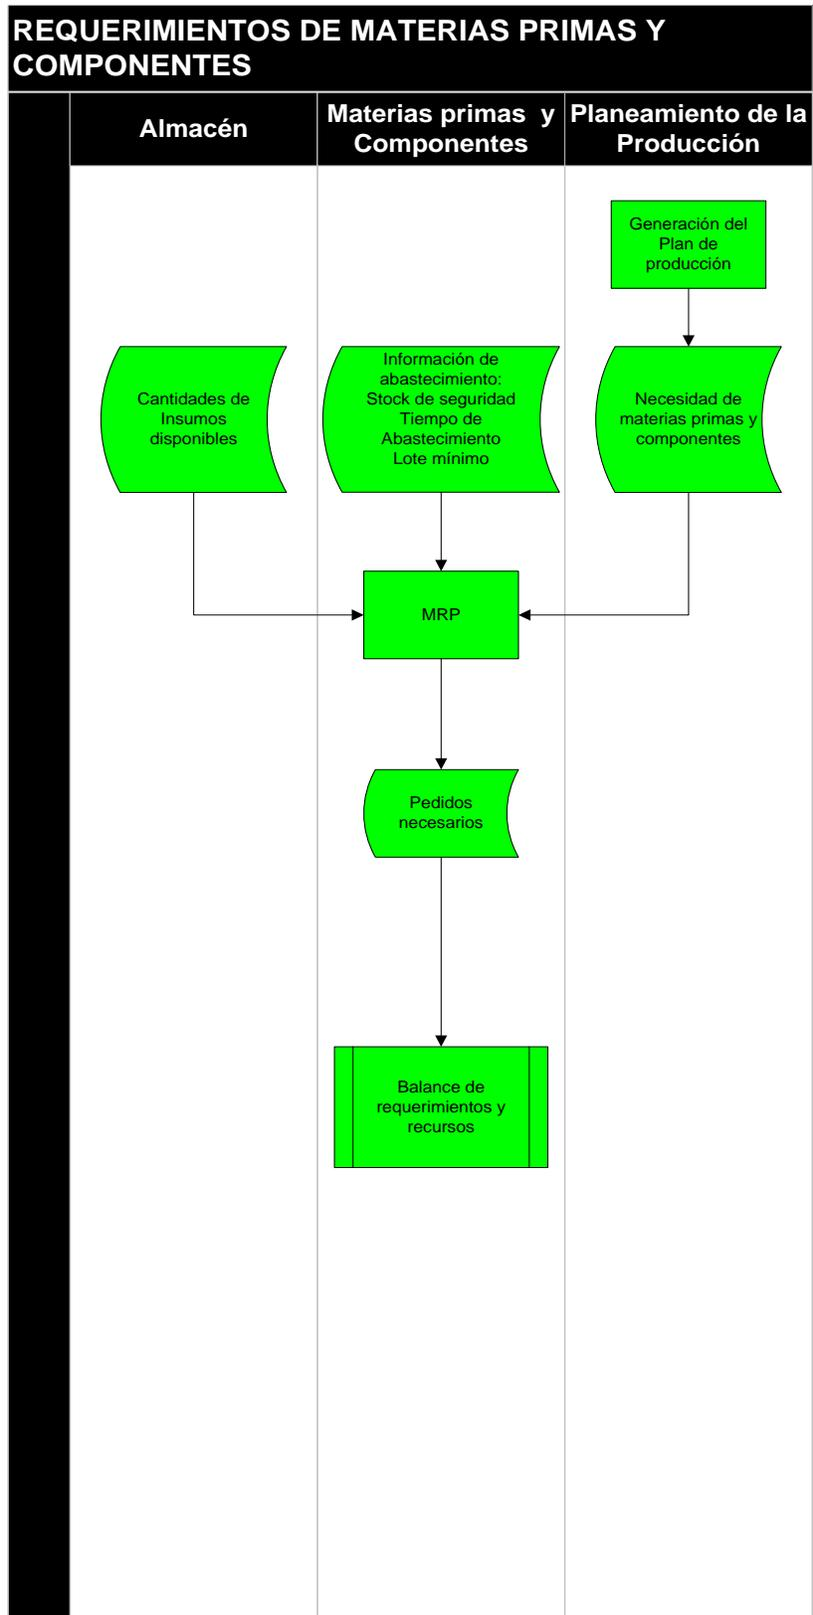 REQUERIMIENTOS DE MATERIAS PRIMAS Y
COMPONENTES
Almacén
Materias primas y
Componentes
Planeamiento de la
Producción
Generación del
Plan de
producción
Cantidades de
Insumos
disponibles
Información de
abastecimiento:
Stock de seguridad
Tiempo de
Abastecimiento
Lote mínimo
Necesidad de
materias primas y
componentes
MRP
Pedidos
necesarios
Balance de
requerimientos y
recursos